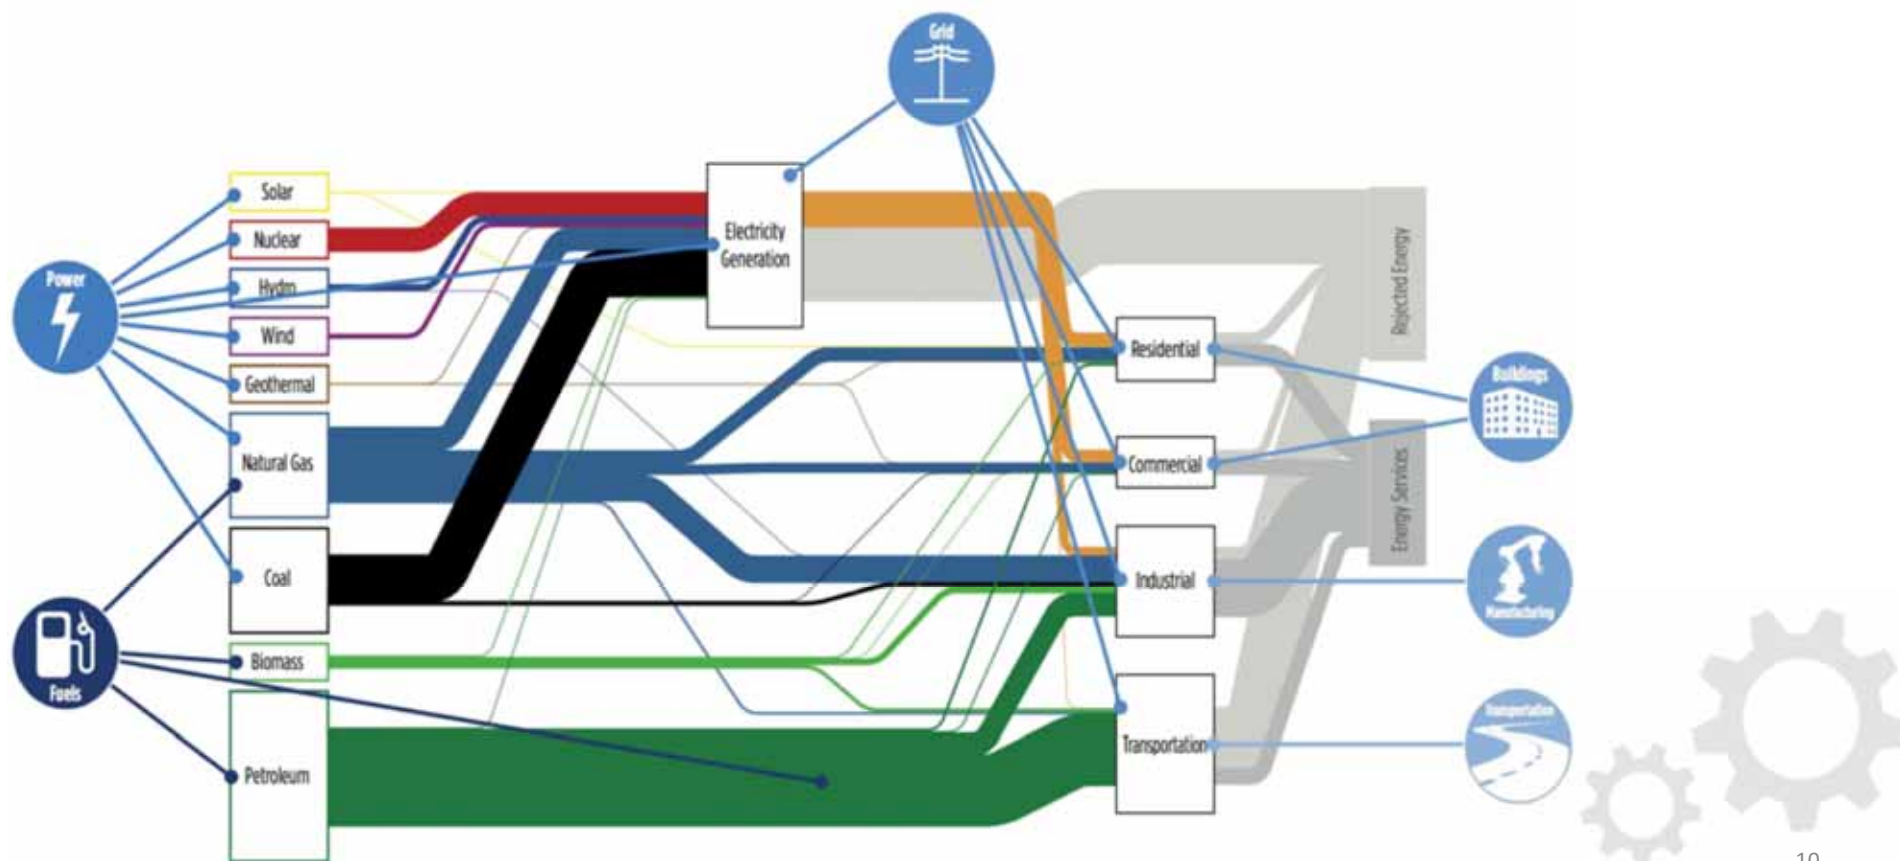 Grid
Solar
Nuclear
Hydro
Wind
Geothermal
Natural Gas
Coal
Biomass
Petroleum
Power
Fuels
Electricity
Generation
Residential
Commercial
Industrial
Transportation
Rejected Energy
Energy Services
Buildings
Manufacturing
Transportation
10